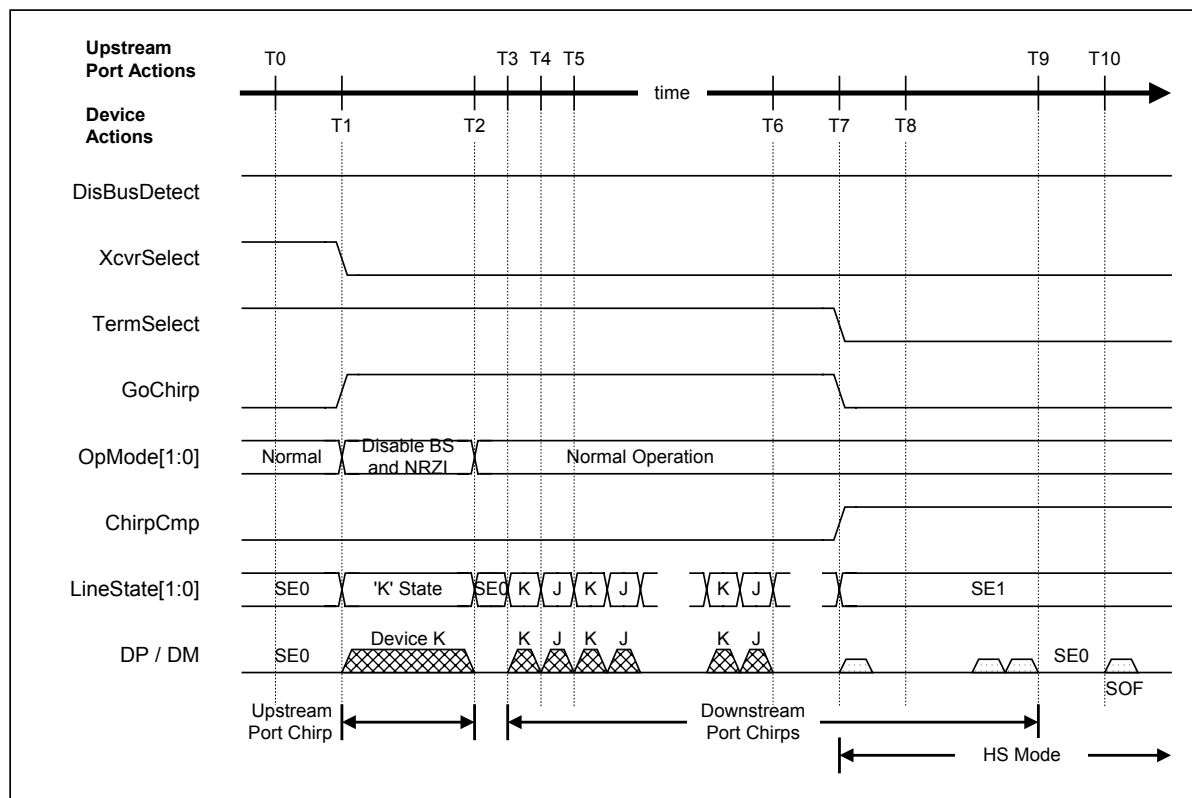 Upstream
Port Actions
T0
T3
T4
T5
T9
T10
time
Device
Actions
T1
T2
T6
T7
T8
DisBusDetect
XcvrSelect
TermSelect
GoChirp
OpMode[1:0]
Normal
Disable BS
and NRZI
Normal Operation
ChirpCmp
LineState[1:0]
SE0
'K' State
SE0
K
J
K
J
K
J
SE1
DP / DM
SE0
Device K
K
J
K
J
K
J
SE0
SOF
Upstream
Port Chirp
Downstream
Port Chirps
HS Mode